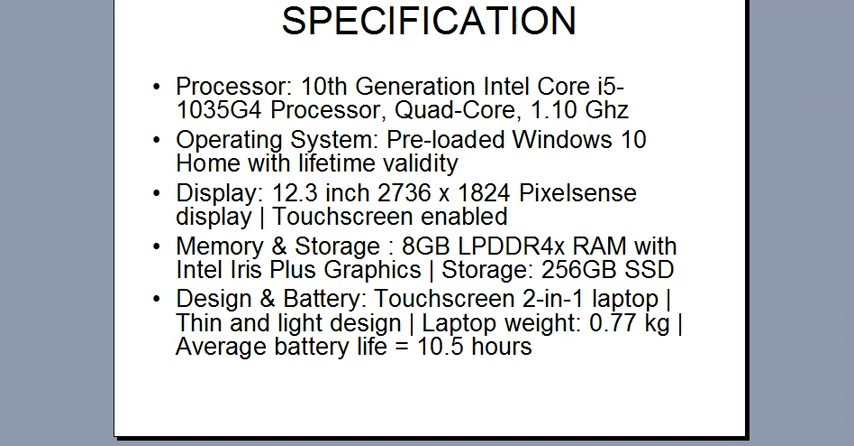 SPECIFICATION
• Processor: 10th Generation Intel Core i5-
1035G4 Processor, Quad-Core, 1.10 Ghz
• Operating System: Pre-loaded Windows 10
Home with lifetime validity
• Display: 12.3 inch 2736 x 1824 Pixelsense
display | Touchscreen enabled
• Memory & Storage : 8GB LPDDR4x RAM with
Intel Iris Plus Graphics | Storage: 256GB SSD
• Design & Battery: Touchscreen 2-in-1 laptop |
Thin and light design | Laptop weight: 0.77 kg |
Average battery life = 10.5 hours